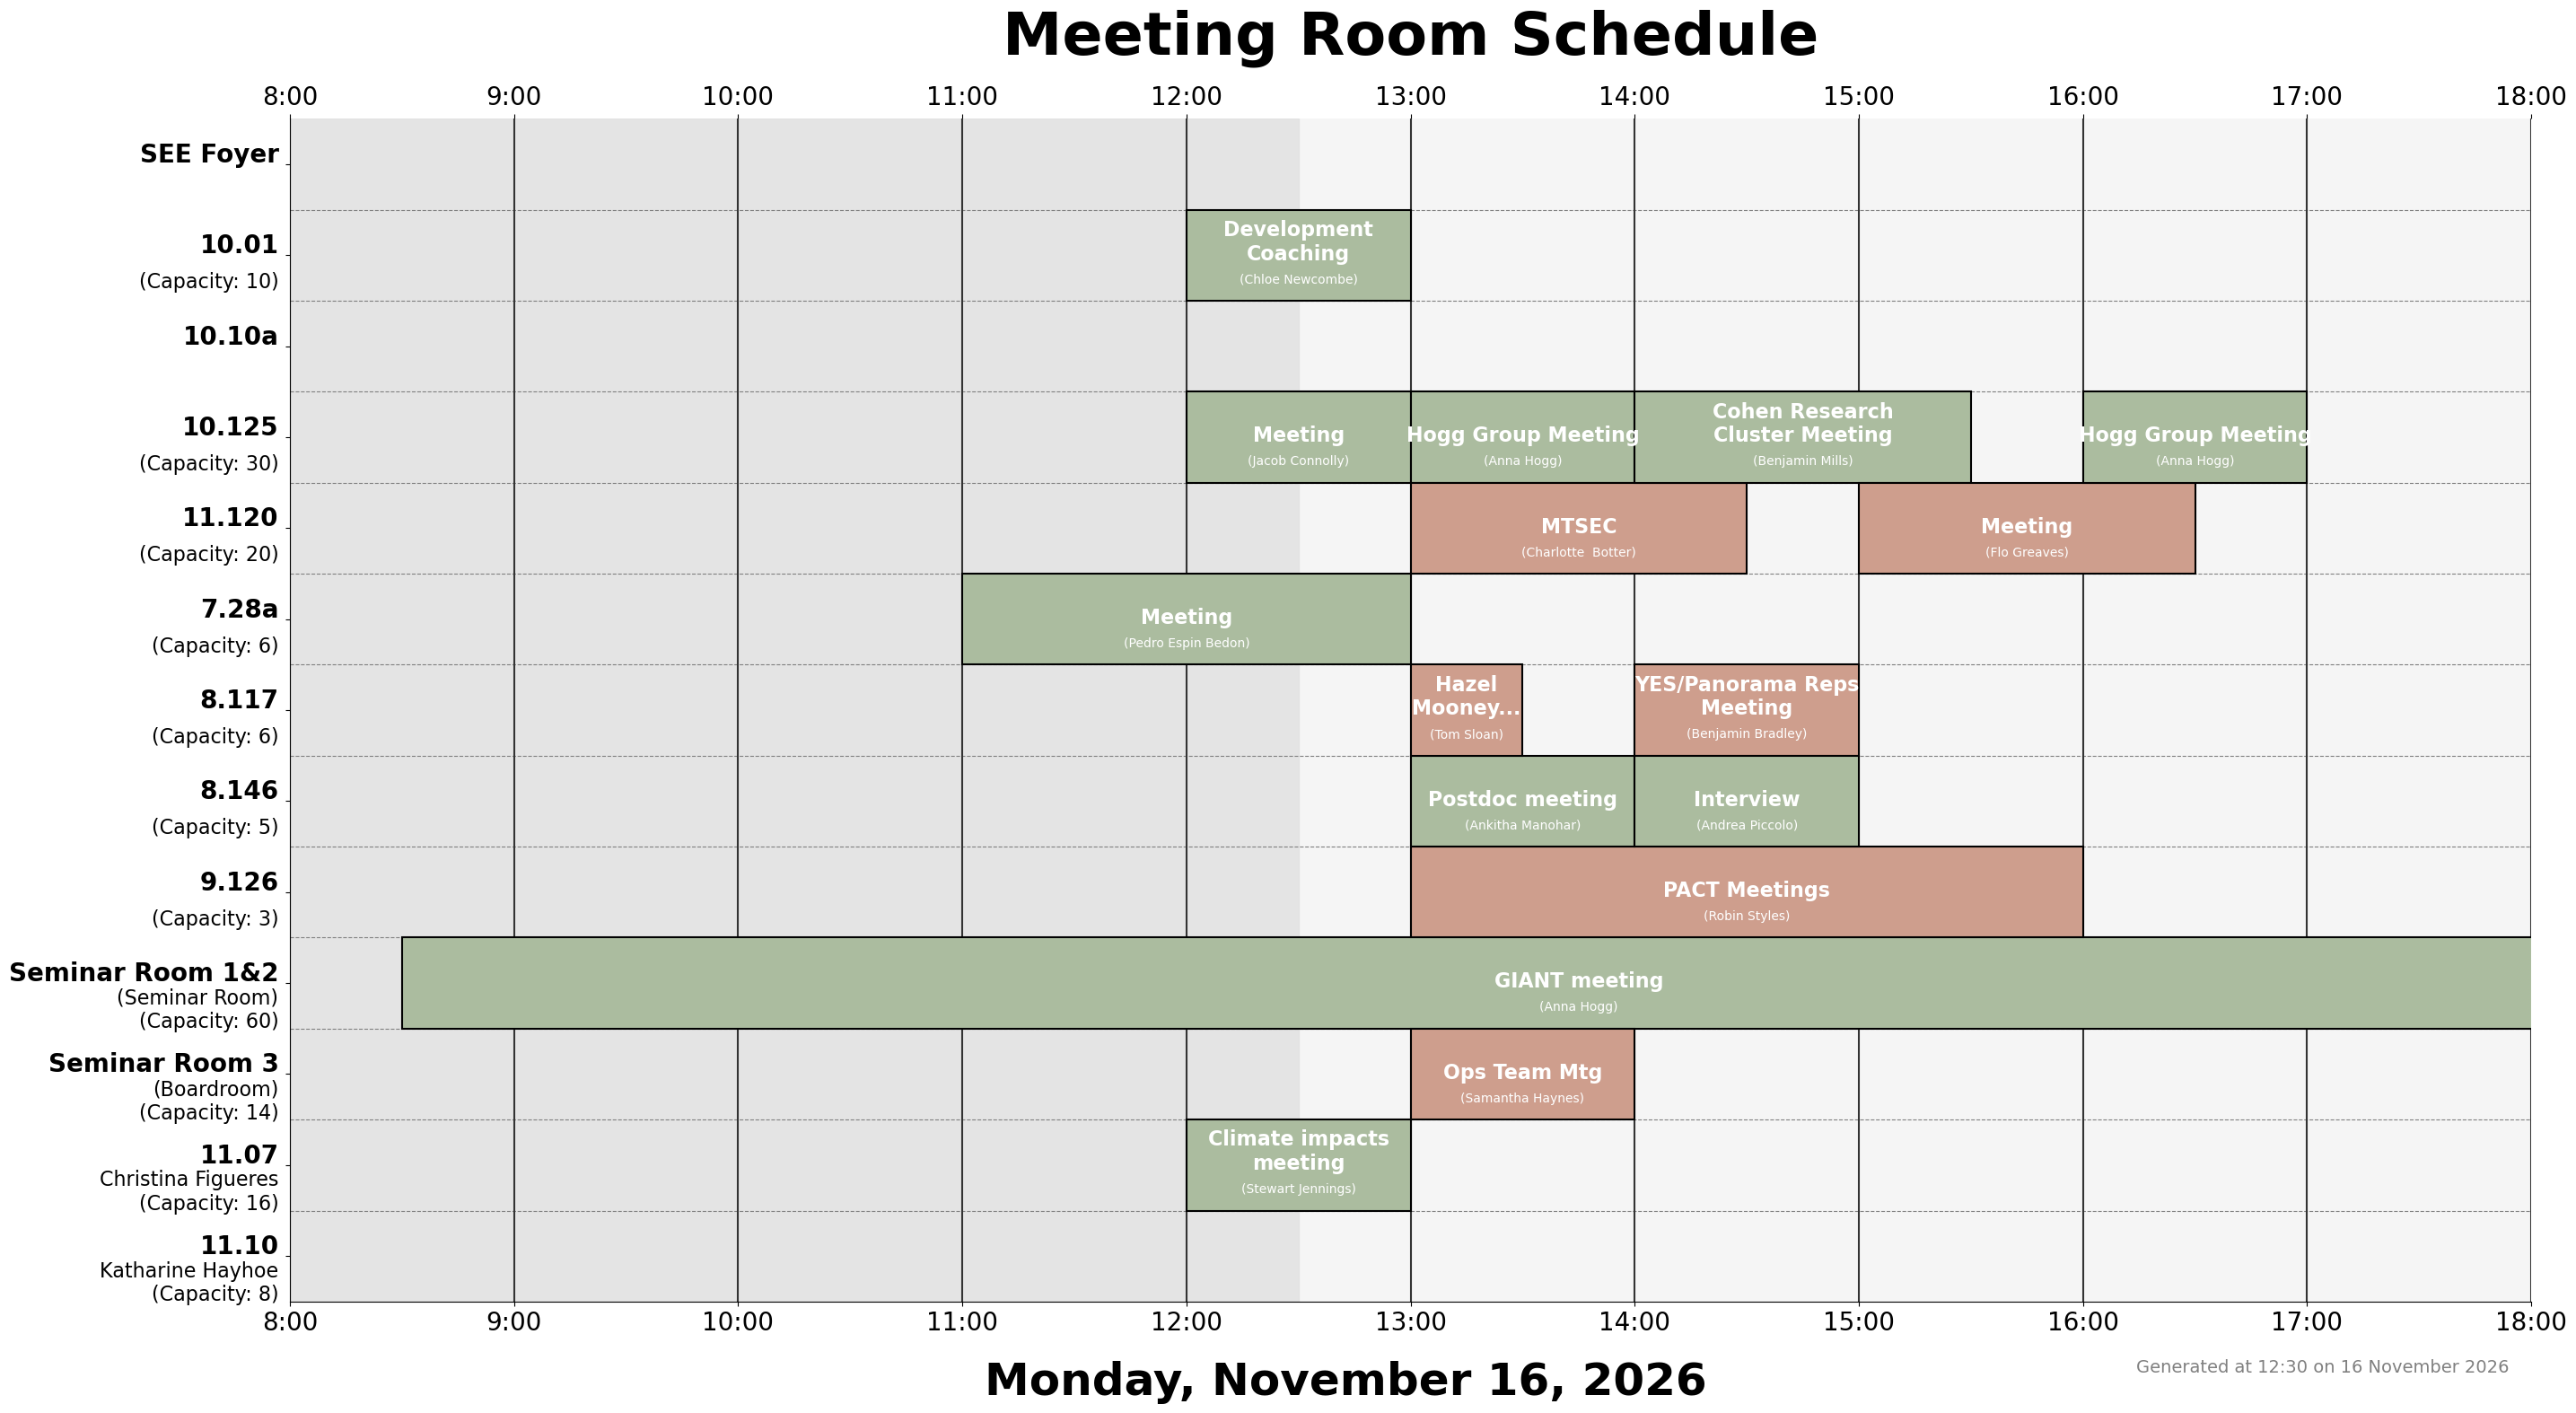 Meeting Room Schedule
8:00 9:00 10:00 11:00 12:00 13:00 14:00 15:00 16:00 17:00 18:00
SEE Foyer
10.01
(Capacity: 10)
Development
Coaching
(Chloe Newcombe)
10.10a
10.125
(Capacity: 30)
Meeting
(Jacob Connolly)
Hogg Group Meeting
(Anna Hogg)
Cohen Research
Cluster Meeting
(Benjamin Mills)
Hogg Group Meeting
(Anna Hogg)
11.120
(Capacity: 20)
MTSEC
(Charlotte  Botter)
Meeting
(Flo Greaves)
7.28a
(Capacity: 6)
Meeting
(Pedro Espin Bedon)
8.117
(Capacity: 6)
Hazel
Mooney...
(Tom Sloan)
YES/Panorama Reps
Meeting
(Benjamin Bradley)
8.146
(Capacity: 5)
Postdoc meeting
(Ankitha Manohar)
Interview
(Andrea Piccolo)
9.126
(Capacity: 3)
PACT Meetings
(Robin Styles)
Seminar Room 1&2
(Seminar Room)
(Capacity: 60)
GIANT meeting
(Anna Hogg)
Seminar Room 3
(Boardroom)
(Capacity: 14)
Ops Team Mtg
(Samantha Haynes)
11.07
Christina Figueres
(Capacity: 16)
Climate impacts
meeting
(Stewart Jennings)
11.10
Katharine Hayhoe
(Capacity: 8)
8:00 9:00 10:00 11:00 12:00 13:00 14:00 15:00 16:00 17:00 18:00
Monday, November 16, 2026
Generated at 12:30 on 16 November 2026